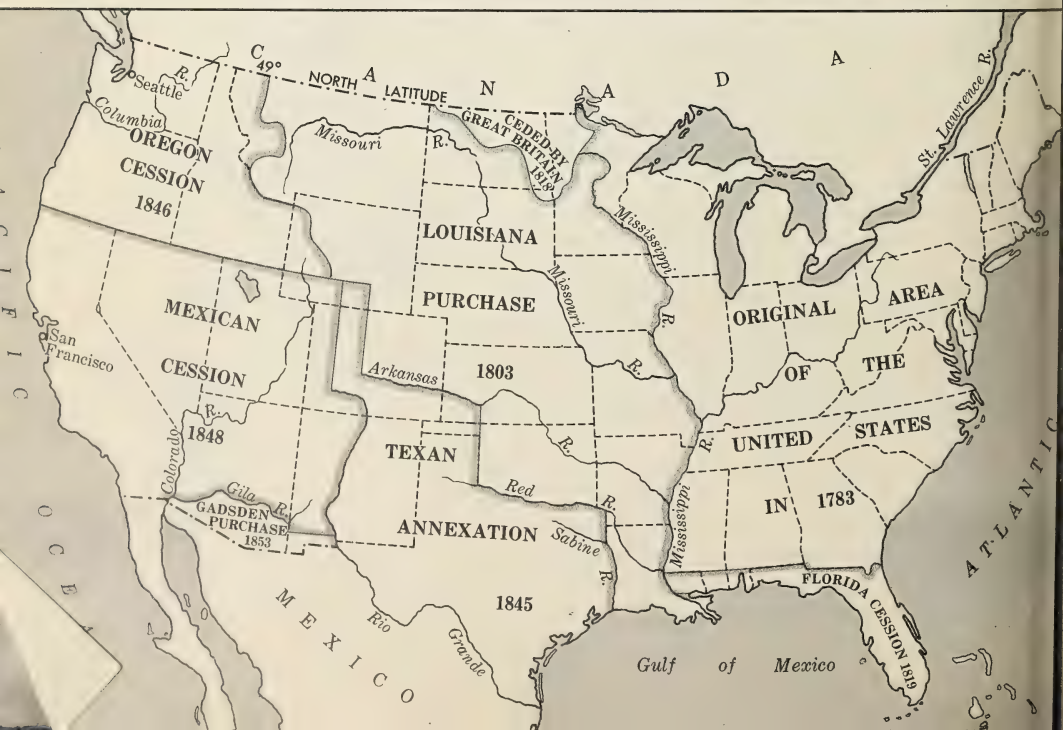 C A N A D A
49° NORTH LATITUDE
Seattle
R.
Columbia
OREGON
CESSION
1846
Missouri
R.
CEDED BY
GREAT BRITAIN
1818
St. Lawrence R.
LOUISIANA
PURCHASE
1803
Missouri
R.
Mississippi
R.
ORIGINAL
AREA
OF
THE
UNITED
STATES
IN 1783
MEXICAN
CESSION
1848
San
Francisco
Arkansas
R.
Colorado
R.
Gila R.
GADSDEN
PURCHASE
1853
TEXAN
ANNEXATION
1845
Red
R.
Sabine
R.
Mississippi
R.
FLORIDA CESSION 1819
MEXICO
Rio
Grande
Gulf of Mexico
ATLANTIC
A C I F I C
O C E A